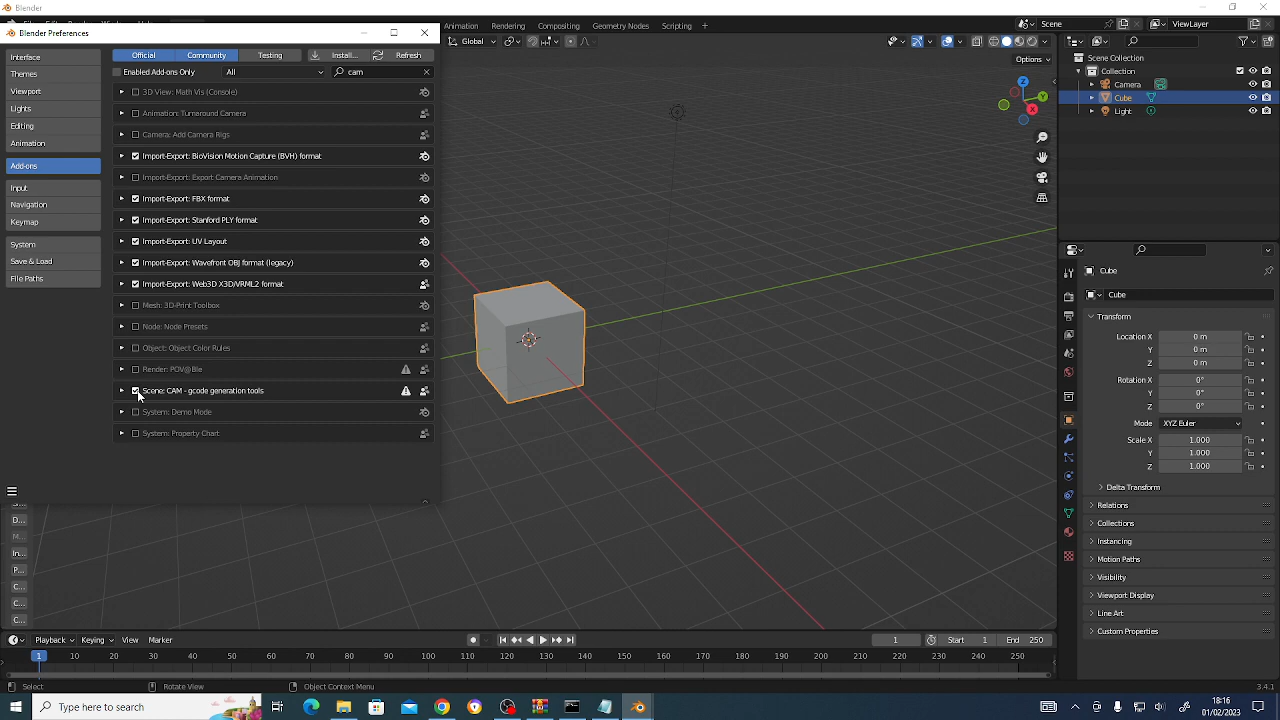 Blender
Blender Preferences
Animation Rendering Compositing Geometry Nodes Scripting +
Scene ViewLayer
Interface
Themes
Viewport
Lights
Editing
Animation
Add-ons
Input
Navigation
Keymap
System
Save & Load
File Paths
Official Community Testing Install... Refresh
Enabled Add-ons Only All cam
3D View: Math Vis (Console)
Animation: Turnaround Camera
Camera: Add Camera Rigs
Import-Export: BioVision Motion Capture (BVH) format
Import-Export: Export Camera Animation
Import-Export: FBX format
Import-Export: Stanford PLY format
Import-Export: UV Layout
Import-Export: Wavefront OBJ format (legacy)
Import-Export: Web3D X3D/VRML2 format
Mesh: 3D-Print Toolbox
Node: Node Presets
Object: Object Color Rules
Render: POV@Ble
Scene: CAM - gcode generation tools
System: Demo Mode
System: Property Chart
Global
Options
Z
Y
X
Scene Collection
Collection
Camera
Cube
Light
Cube
Cube
Transform
Location X 0 m
Y 0 m
Z 0 m
Rotation X 0°
Y 0°
Z 0°
Mode XYZ Euler
Scale X 1.000
Y 1.000
Z 1.000
Delta Transform
Relations
Collections
Instancing
Motion Paths
Visibility
Viewport Display
Line Art
Custom Properties
D...
M...
In...
P...
C...
C...
C...
Playback Keying View Marker 1 Start 1 End 250
1 10 20 30 40 50 60 70 80 90 100 110 120 130 140 150 160 170 180 190 200 210 220 230 240 250
Select Rotate View Object Context Menu 3.4.1
Type here to search
18:16
01/02/2023